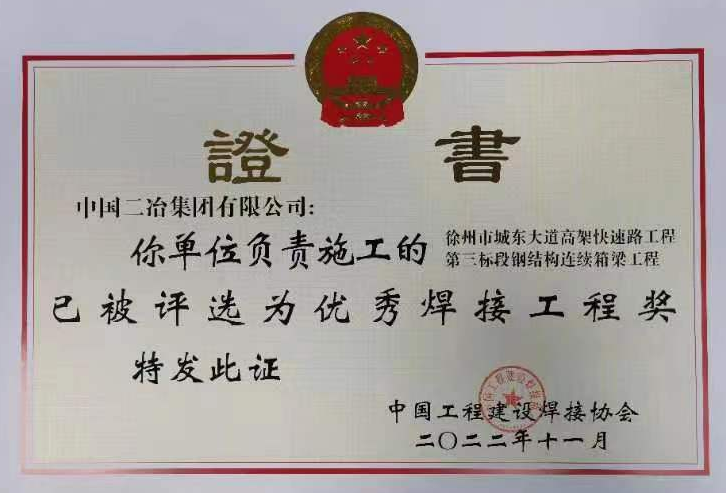 證書
中国二冶集团有限公司:
你单位负责施工的
徐州市城东大道高架快速路工程
第三标段钢结构连续箱梁工程
已被评选为优秀焊接工程奖
特发此证
中国工程建设焊接协会
二〇二二年十一月